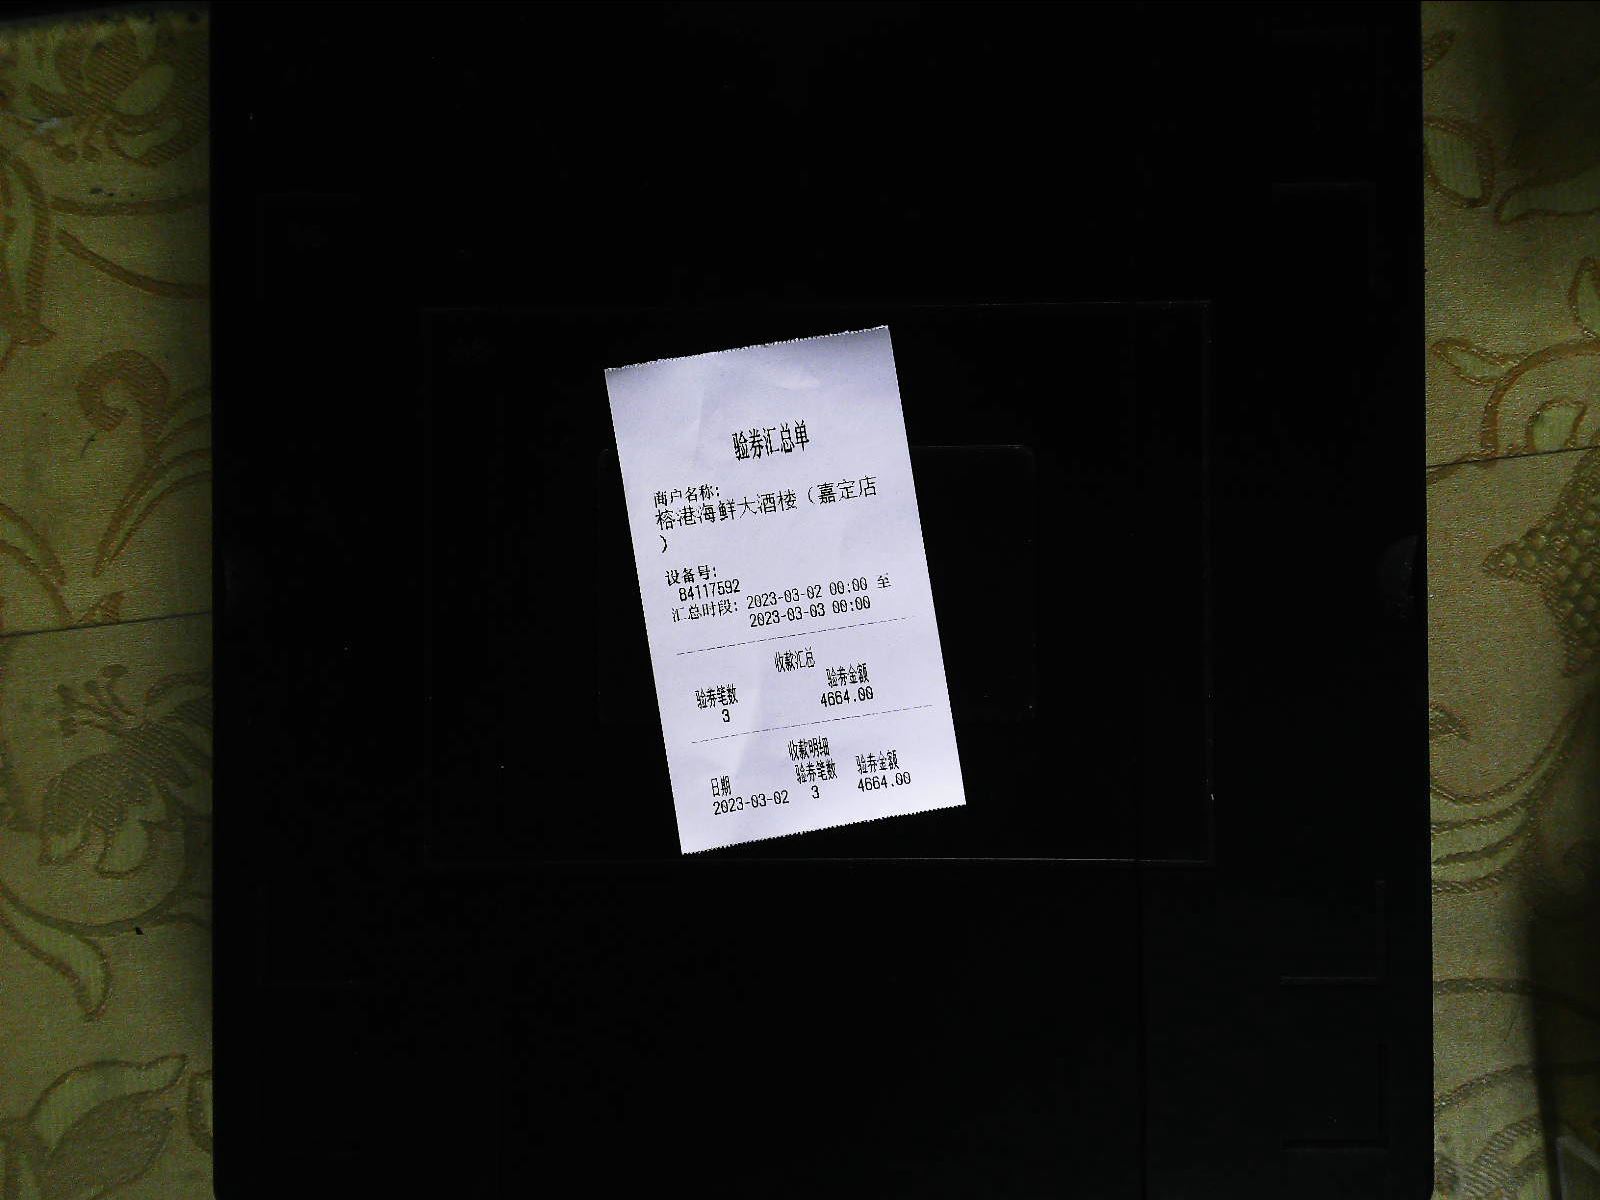 验券汇总单
商户名称:
榕港海鲜大酒楼（嘉定店
）
设备号:
84117592
汇总时段: 2023-03-02 00:00 至
2023-03-03 00:00
收款汇总
验券笔数 验券金额
3 4664.00
收款明细
日期 验券笔数 验券金额
2023-03-02 3 4664.00